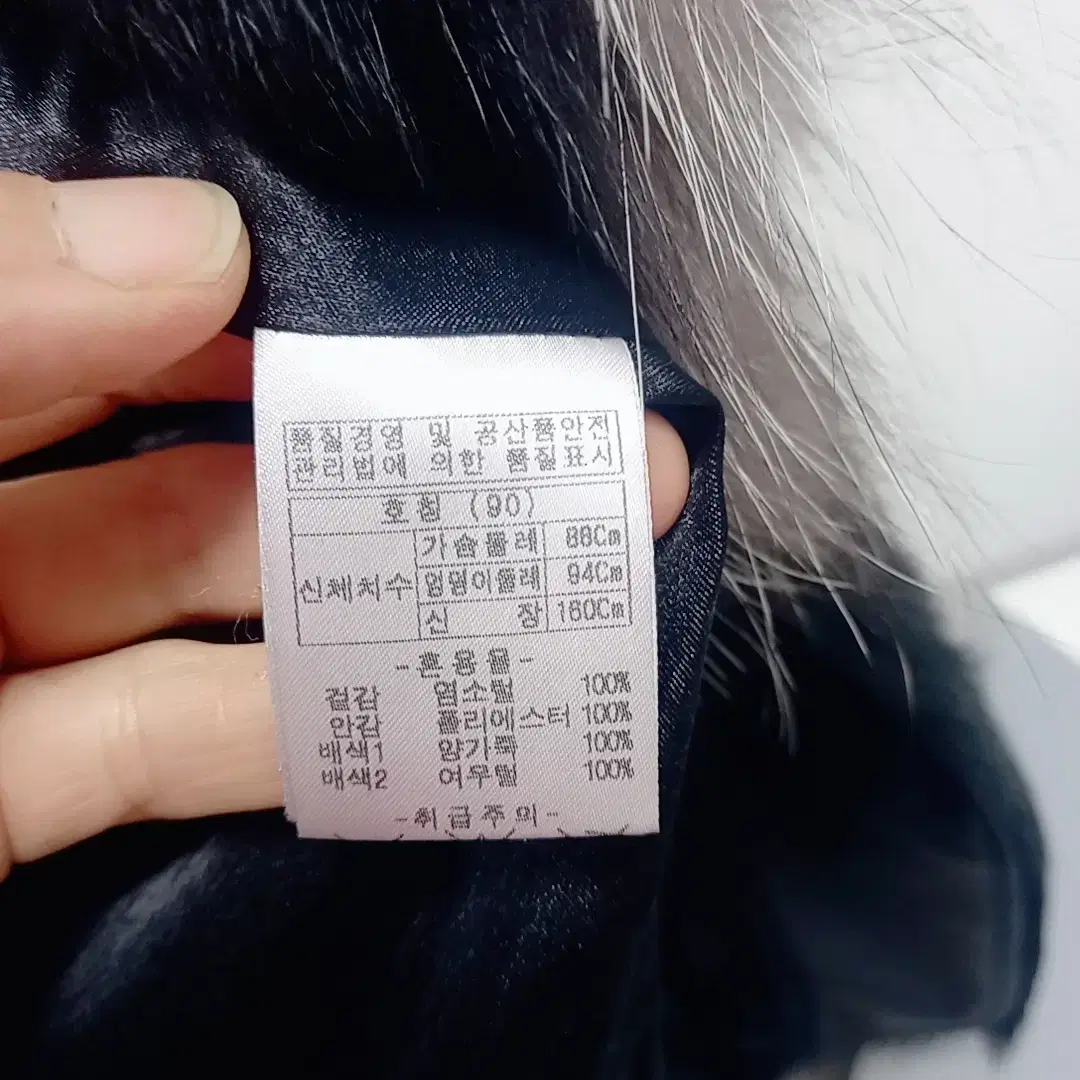 품질경영 및 공산품안전
관리법에 의한 품질표시
호칭 (90)
신체치수
가슴둘레 88Cm
엉덩이둘레 94Cm
신 장 160Cm
-혼용율-
겉감 염소털 100%
안감 폴리에스터 100%
배색1 양가죽 100%
배색2 여우털 100%
-취급주의-